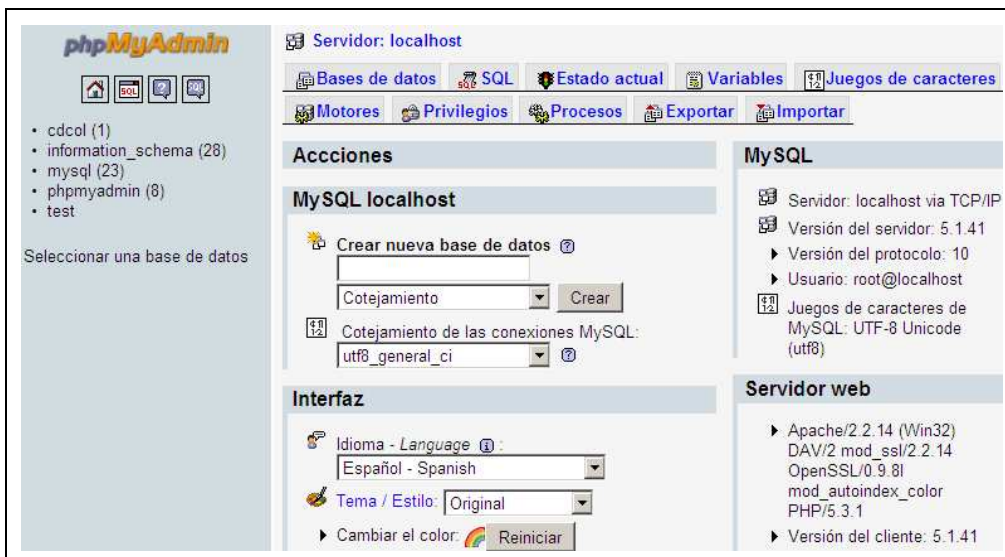 phpMyAdmin
cdcol (1)
information_schema (28)
mysql (23)
phpmyadmin (8)
test
Seleccionar una base de datos
Servidor: localhost
Bases de datos SQL Estado actual Variables Juegos de caracteres
Motores Privilegios Procesos Exportar Importar
Accciones
MySQL localhost
Crear nueva base de datos
Cotejamiento Crear
Cotejamiento de las conexiones MySQL:
utf8_general_ci
Interfaz
Idioma - Language :
Español - Spanish
Tema / Estilo: Original
Cambiar el color: Reiniciar
MySQL
Servidor: localhost via TCP/IP
Versión del servidor: 5.1.41
Versión del protocolo: 10
Usuario: root@localhost
Juegos de caracteres de
MySQL: UTF-8 Unicode
(utf8)
Servidor web
Apache/2.2.14 (Win32)
DAV/2 mod_ssl/2.2.14
OpenSSL/0.9.8l
mod_autoindex_color
PHP/5.3.1
Versión del cliente: 5.1.41